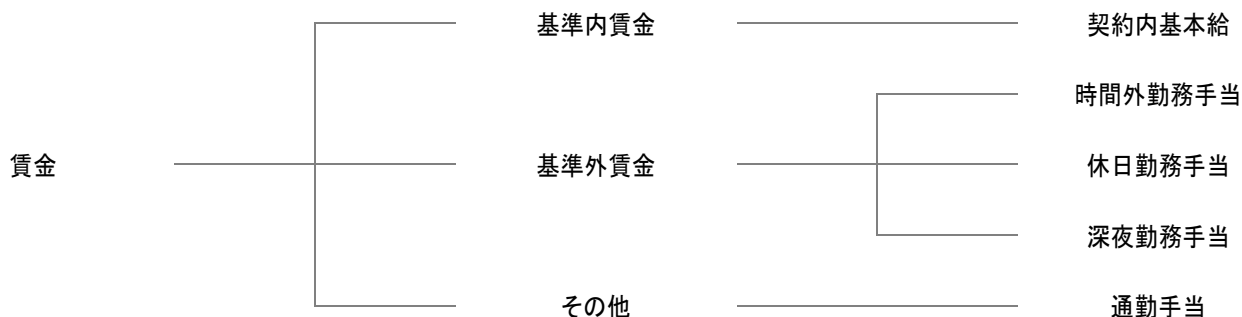 基準内賃金
契約内基本給
時間外勤務手当
賃金
基準外賃金
休日勤務手当
深夜勤務手当
その他
通勤手当